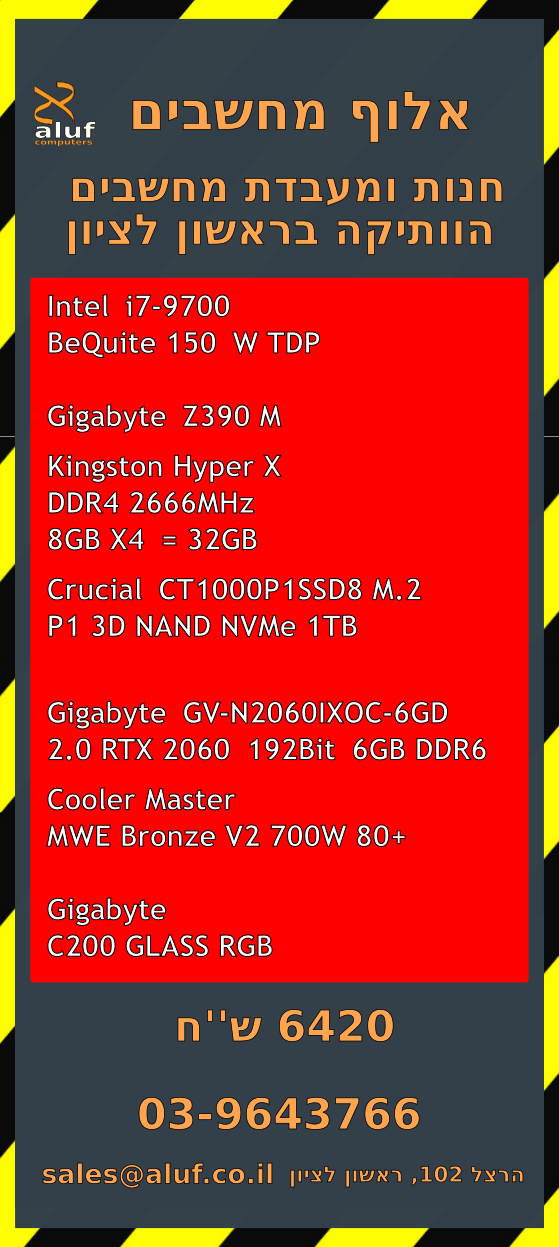 aluf
computers
אלוף מחשבים
חנות ומעבדת מחשבים
הוותיקה בראשון לציון
Intel i7-9700
BeQuite 150 W TDP
Gigabyte Z390 M
Kingston Hyper X
DDR4 2666MHz
8GB X4 = 32GB
Crucial CT1000P1SSD8 M.2
P1 3D NAND NVMe 1TB
Gigabyte GV-N2060IXOC-6GD
2.0 RTX 2060 192Bit 6GB DDR6
Cooler Master
MWE Bronze V2 700W 80+
Gigabyte
C200 GLASS RGB
6420 ש''ח
03-9643766
הרצל 102, ראשון לציון sales@aluf.co.il